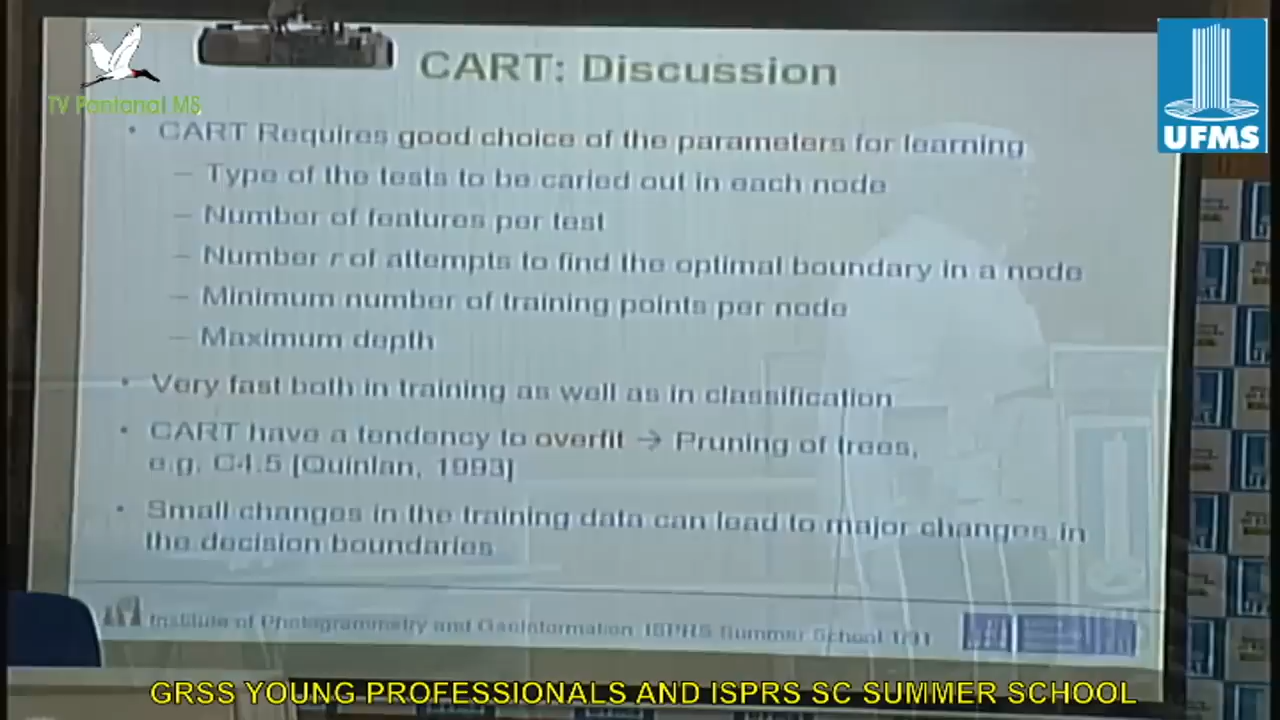 CART: Discussion
TV Pantanal MS
UFMS
• CART Requires good choice of the parameters for learning
– Type of the tests to be caried out in each node
– Number of features per test
– Number r of attempts to find the optimal boundary in a node
– Minimum number of training points per node
– Maximum depth
• Very fast both in training as well as in classification
• CART have a tendency to overfit → Pruning of trees,
e.g. C4.5 [Quinlan, 1993]
• Small changes in the training data can lead to major changes in
the decision boundaries
Institute of Photogrammetry and GeoInformation ISPRS Summer School
GRSS YOUNG PROFESSIONALS AND ISPRS SC SUMMER SCHOOL